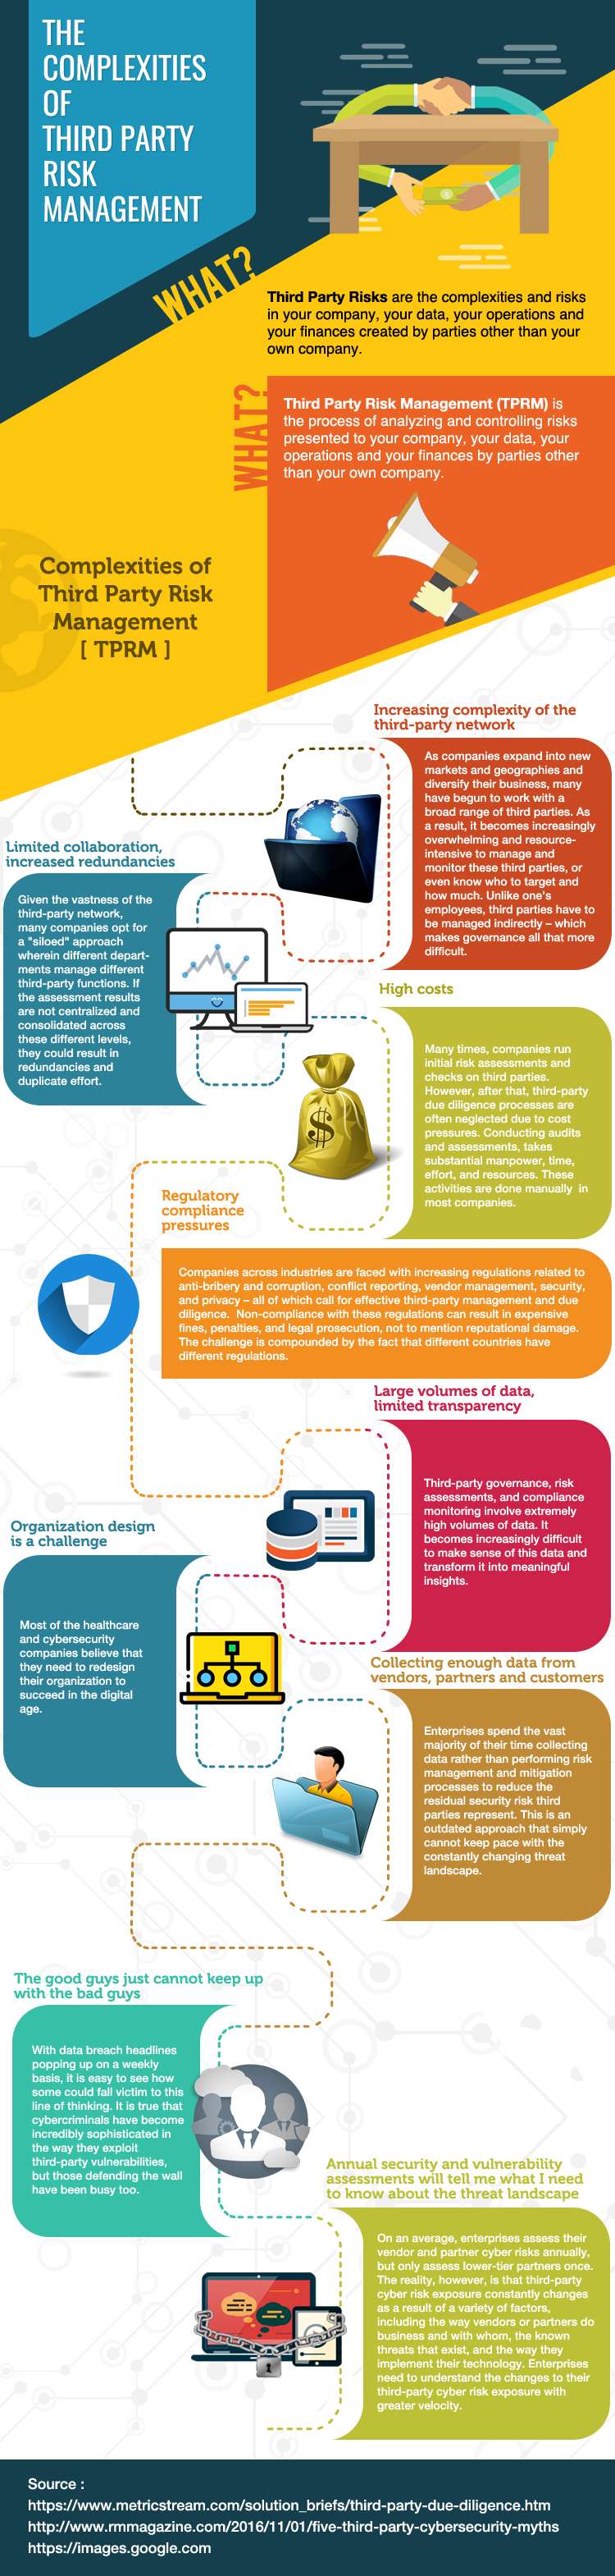 THE
COMPLEXITIES
OF
THIRD PARTY
RISK
MANAGEMENT
WHAT?
Third Party Risks are the complexities and risks
in your company, your data, your operations and
your finances created by parties other than your
own company.
WHAT?
Third Party Risk Management (TPRM) is
the process of analyzing and controlling risks
presented to your company, your data, your
operations and your finances by parties other
than your own company.
Complexities of
Third Party Risk
Management
[ TPRM ]
Increasing complexity of the
third-party network
As companies expand into new
markets and geographies and
diversify their business, many
have begun to work with a
broad range of third parties. As
a result, it becomes increasingly
overwhelming and resource-
intensive to manage and
monitor these third parties, or
even know who to target and
how much. Unlike one's
employees, third parties have to
be managed indirectly – which
makes governance all that more
difficult.
Limited collaboration,
increased redundancies
Given the vastness of the
third-party network,
many companies opt for
a "siloed" approach
wherein different depart-
ments manage different
third-party functions. If
the assessment results
are not centralized and
consolidated across
these different levels,
they could result in
redundancies and
duplicate effort.
High costs
Many times, companies run
initial risk assessments and
checks on third parties.
However, after that, third-party
due diligence processes are
often neglected due to cost
pressures. Conducting audits
and assessments, takes
substantial manpower, time,
effort, and resources. These
activities are done manually in
most companies.
$
Regulatory
compliance
pressures
Companies across industries are faced with increasing regulations related to
anti-bribery and corruption, conflict reporting, vendor management, security,
and privacy – all of which call for effective third-party management and due
diligence. Non-compliance with these regulations can result in expensive
fines, penalties, and legal prosecution, not to mention reputational damage.
The challenge is compounded by the fact that different countries have
different regulations.
Large volumes of data,
limited transparency
Third-party governance, risk
assessments, and compliance
monitoring involve extremely
high volumes of data. It
becomes increasingly difficult
to make sense of this data and
transform it into meaningful
insights.
Organization design
is a challenge
Most of the healthcare
and cybersecurity
companies believe that
they need to redesign
their organization to
succeed in the digital
age.
Collecting enough data from
vendors, partners and customers
Enterprises spend the vast
majority of their time collecting
data rather than performing risk
management and mitigation
processes to reduce the
residual security risk third
parties represent. This is an
outdated approach that simply
cannot keep pace with the
constantly changing threat
landscape.
The good guys just cannot keep up
with the bad guys
With data breach headlines
popping up on a weekly
basis, it is easy to see how
some could fall victim to this
line of thinking. It is true that
cybercriminals have become
incredibly sophisticated in
the way they exploit
third-party vulnerabilities,
but those defending the wall
have been busy too.
Annual security and vulnerability
assessments will tell me what I need
to know about the threat landscape
On an average, enterprises assess their
vendor and partner cyber risks annually,
but only assess lower-tier partners once.
The reality, however, is that third-party
cyber risk exposure constantly changes
as a result of a variety of factors,
including the way vendors or partners do
business and with whom, the known
threats that exist, and the way they
implement their technology. Enterprises
need to understand the changes to their
third-party cyber risk exposure with
greater velocity.
Source :
https://www.metricstream.com/solution_briefs/third-party-due-diligence.htm
http://www.rmmagazine.com/2016/11/01/five-third-party-cybersecurity-myths
https://images.google.com